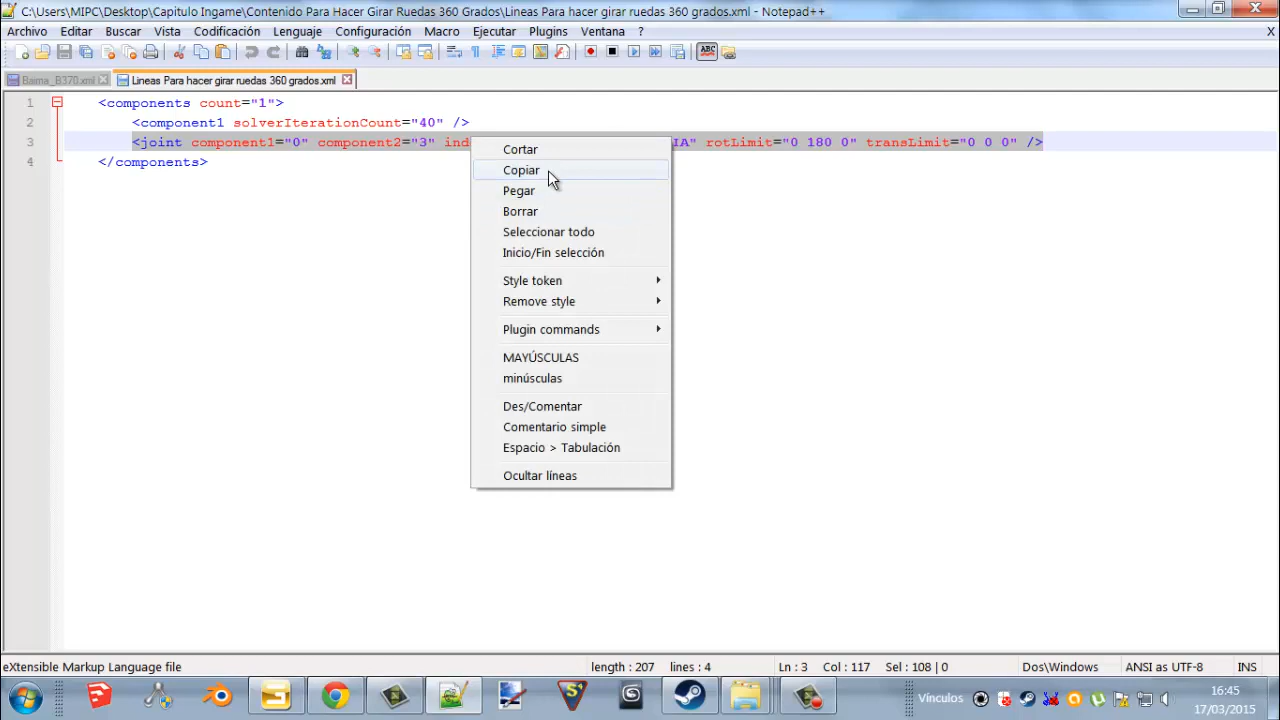 C:\Users\MIPC\Desktop\Capitulo Ingame\Contenido Para Hacer Girar Ruedas360 Grados\Lineas Para hacer girar ruedas 360 grados.xml - Notepad++
Archivo Editar Buscar Vista Codificación Lenguaje Configuración Macro Ejecutar Plugins Ventana ? X
Baima_B370.xml Lineas Para hacer girar ruedas 360 grados.xml
1 <components count="1">
2 <component1 solverIterationCount="40" />
3 <joint component1="0" component2="3" ind IA" rotLimit="0 180 0" transLimit="0 0 0" />
4 </components>
Cortar
Copiar
Pegar
Borrar
Seleccionar todo
Inicio/Fin selección
Style token
Remove style
Plugin commands
MAYÚSCULAS
minúsculas
Des/Comentar
Comentario simple
Espacio > Tabulación
Ocultar líneas
eXtensible Markup Language file length : 207 lines : 4 Ln : 3 Col : 117 Sel : 108 | 0 Dos\Windows ANSI as UTF-8 INS
Vínculos 16:45
17/03/2015